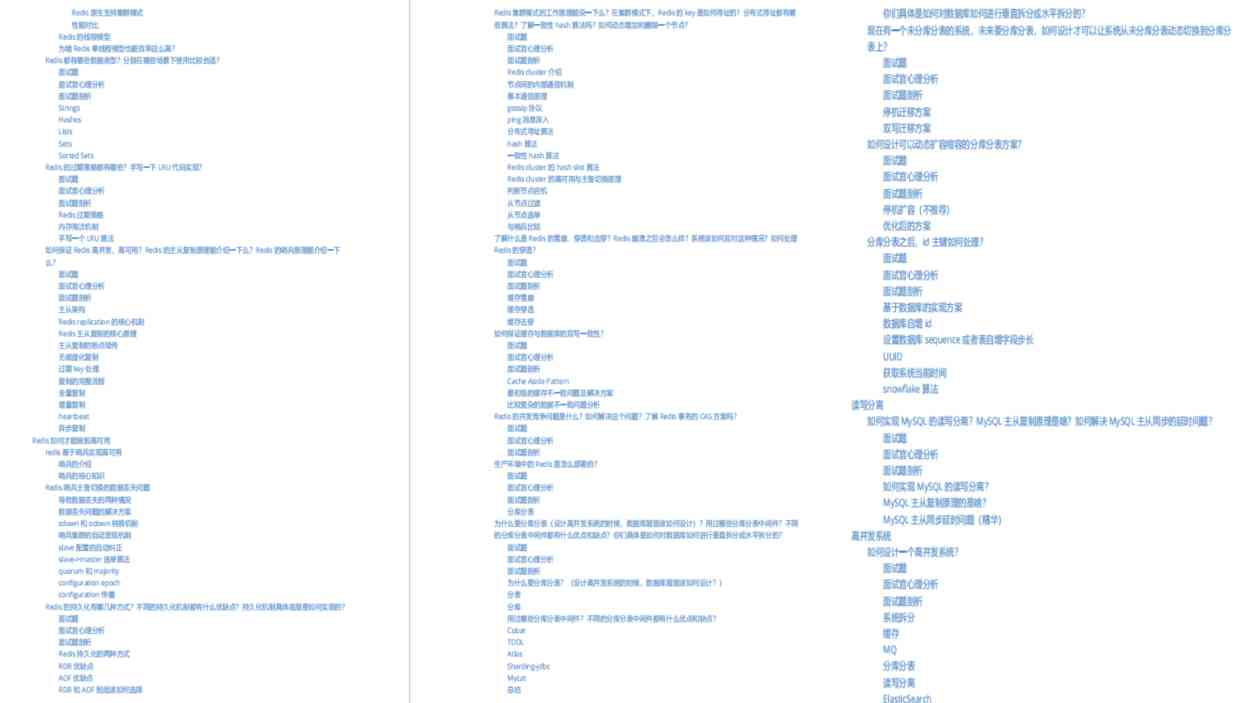 Redis 原生支持集群模式
性能对比
Redis 的线程模型
为啥 Redis 单线程模型也能效率这么高？
Redis 都有哪些数据类型？分别在哪些场景下使用比较合适？
面试题
面试官心理分析
面试题剖析
Strings
Hashes
Lists
Sets
Sorted Sets
Redis 的过期策略都有哪些？手写一下 LRU 代码实现？
面试题
面试官心理分析
面试题剖析
Redis 过期策略
内存淘汰机制
手写一个 LRU 算法
如何保证 Redis 高并发、高可用？Redis 的主从复制原理能介绍一下么？Redis 的哨兵原理能介绍一下
么？
面试题
面试官心理分析
面试题剖析
主从架构
Redis replication 的核心机制
Redis 主从复制的核心原理
主从复制的断点续传
无磁盘化复制
过期 key 处理
复制的完整流程
全量复制
增量复制
heartbeat
异步复制
Redis 如何才能做到高可用
redis 基于哨兵实现高可用
哨兵的介绍
哨兵的核心知识
Redis 哨兵主备切换的数据丢失问题
导致数据丢失的两种情况
数据丢失问题的解决方案
sdown 和 odown 转换机制
哨兵集群的自动发现机制
slave 配置的自动纠正
slave->master 选举算法
quorum 和 majority
configuration epoch
configuration 传播
Redis 的持久化有哪几种方式？不同的持久化机制都有什么优缺点？持久化机制具体底层是如何实现的？
面试题
面试官心理分析
面试题剖析
Redis 持久化的两种方式
RDB 优缺点
AOF 优缺点
RDB 和 AOF 到底该如何选择
Redis 集群模式的工作原理能说一下么？在集群模式下，Redis 的 key 是如何寻址的？分布式寻址都有哪
些算法？了解一致性 hash 算法吗？如何动态增加和删除一个节点？
面试题
面试官心理分析
面试题剖析
Redis cluster 介绍
节点间的内部通信机制
基本通信原理
gossip 协议
ping 消息深入
分布式寻址算法
hash 算法
一致性 hash 算法
Redis cluster 的 hash slot 算法
Redis cluster 的高可用与主备切换原理
判断节点宕机
从节点过滤
从节点选举
与哨兵比较
了解什么是 Redis 的雪崩、穿透和击穿？Redis 崩溃之后会怎么样？系统该如何应对这种情况？如何处理
Redis 的穿透？
面试题
面试官心理分析
面试题剖析
缓存雪崩
缓存穿透
缓存击穿
如何保证缓存与数据库的双写一致性？
面试题
面试官心理分析
面试题剖析
Cache Aside Pattern
最初级的缓存不一致问题及解决方案
比较复杂的数据不一致问题分析
Redis 的并发竞争问题是什么？如何解决这个问题？了解 Redis 事务的 CAS 方案吗？
面试题
面试官心理分析
面试题剖析
生产环境中的 Redis 是怎么部署的？
面试题
面试官心理分析
面试题剖析
分库分表
为什么要分库分表（设计高并发系统的时候，数据库层面该如何设计）？用过哪些分库分表中间件？不同
的分库分表中间件都有什么优点和缺点？你们具体是如何对数据库如何进行垂直拆分或水平拆分的？
面试题
面试官心理分析
面试题剖析
为什么要分库分表？（设计高并发系统的时候，数据库层面该如何设计？）
分表
分库
用过哪些分库分表中间件？不同的分库分表中间件都有什么优点和缺点？
Cobar
TDDL
Atlas
Sharding-jdbc
Mycat
总结
你们具体是如何对数据库如何进行垂直拆分或水平拆分的？
现在有一个未分库分表的系统，未来要分库分表，如何设计才可以让系统从未分库分表动态切换到分库分
表上？
面试题
面试官心理分析
面试题剖析
停机迁移方案
双写迁移方案
如何设计可以动态扩容缩容的分库分表方案？
面试题
面试官心理分析
面试题剖析
停机扩容（不推荐）
优化后的方案
分库分表之后，id 主键如何处理？
面试题
面试官心理分析
面试题剖析
基于数据库的实现方案
数据库自增 id
设置数据库 sequence 或者表自增字段步长
UUID
获取系统当前时间
snowflake 算法
读写分离
如何实现 MySQL 的读写分离？MySQL 主从复制原理是啥？如何解决 MySQL 主从同步的延时问题？
面试题
面试官心理分析
面试题剖析
如何实现 MySQL 的读写分离？
MySQL 主从复制原理的是啥？
MySQL 主从同步延时问题（精华）
高并发系统
如何设计一个高并发系统？
面试题
面试官心理分析
面试题剖析
系统拆分
缓存
MQ
分库分表
读写分离
ElasticSearch